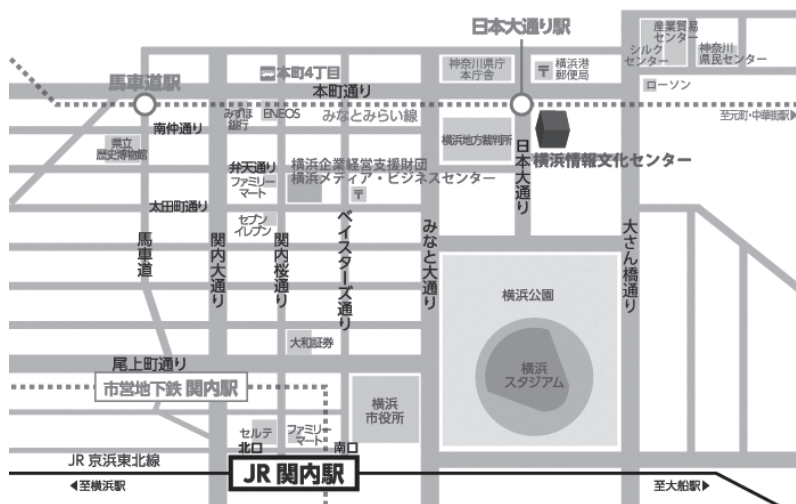 日本大通り駅
産業貿易
センター
シルク
センター
神奈川
県民センター
神奈川県庁
本庁舎
〒
横浜港
郵便局
ローソン
馬車道駅
本町4丁目
本町通り
みずほ
銀行
ENEOS
みなとみらい線
至元町・中華街駅▶
南仲通り
県立
歴史博物館
横浜地方裁判所
日本大通り
横浜情報文化センター
弁天通り
ファミリー
マート
横浜企業経営支援財団
横浜メディア・ビジネスセンター
〒
太田町通り
セブン
イレブン
馬車道
関内大通り
関内桜通り
ベイスターズ通り
みなと大通り
大さん橋通り
横浜公園
横浜
スタジアム
大和証券
尾上町通り
市営地下鉄 関内駅
横浜
市役所
セルテ
ファミリー
マート
北口
南口
JR 京浜東北線
JR 関内駅
◀至横浜駅
至大船駅▶